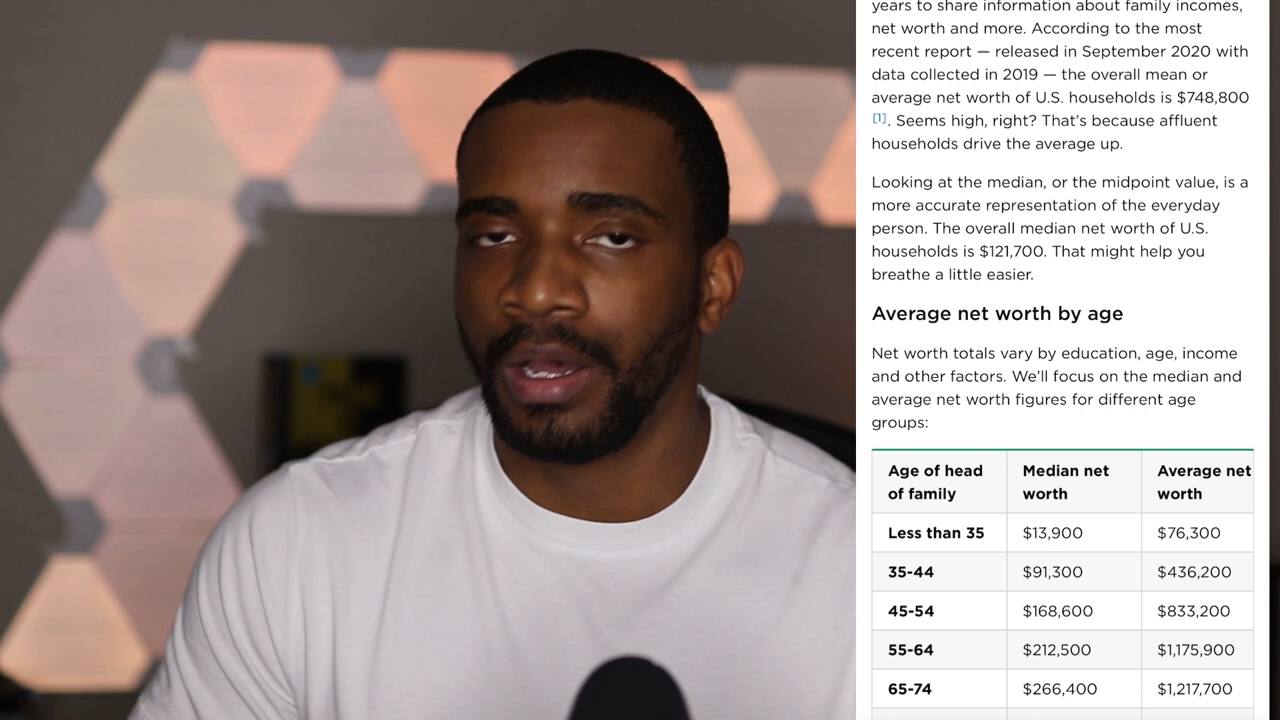 years to share information about family incomes,
net worth and more. According to the most
recent report — released in September 2020 with
data collected in 2019 — the overall mean or
average net worth of U.S. households is $748,800
[1]. Seems high, right? That's because affluent
households drive the average up.
Looking at the median, or the midpoint value, is a
more accurate representation of the everyday
person. The overall median net worth of U.S.
households is $121,700. That might help you
breathe a little easier.
Average net worth by age
Net worth totals vary by education, age, income
and other factors. We'll focus on the median and
average net worth figures for different age
groups:
Age of head of family Median net worth Average net worth
Less than 35 $13,900 $76,300
35-44 $91,300 $436,200
45-54 $168,600 $833,200
55-64 $212,500 $1,175,900
65-74 $266,400 $1,217,700